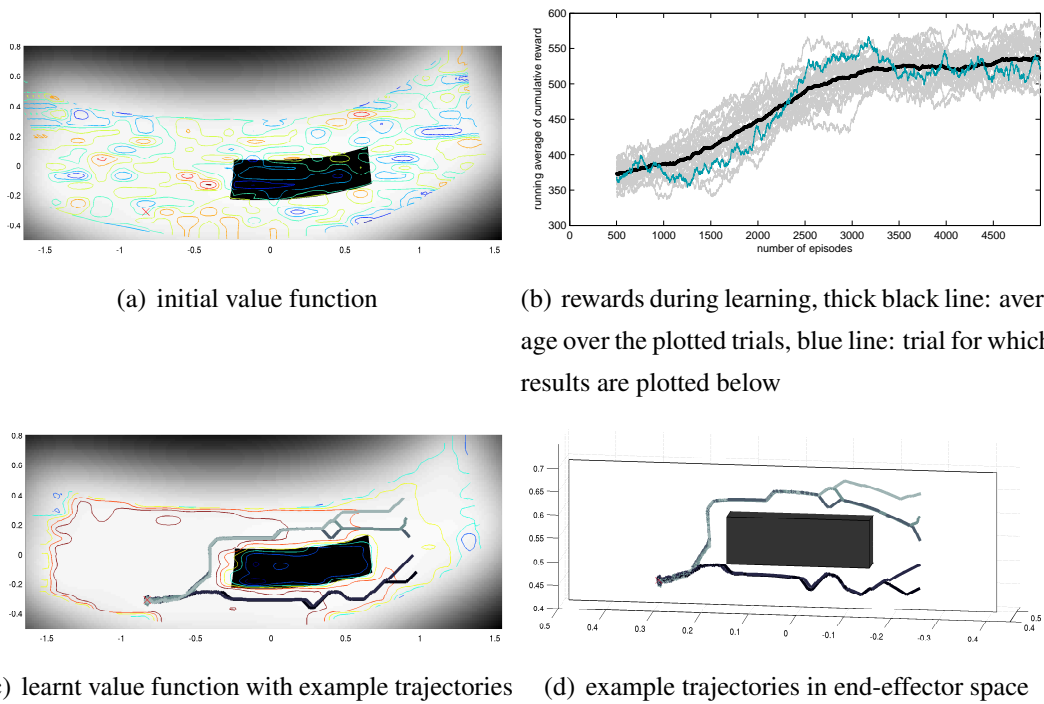 0.8
0.6
0.4
0.2
0
-0.2
-0.4
-1.5 -1 -0.5 0 0.5 1 1.5
(a) initial value function
running average of cumulative reward
600
550
500
450
400
350
300
0 500 1000 1500 2000 2500 3000 3500 4000 4500
number of episodes
(b) rewards during learning, thick black line: aver
age over the plotted trials, blue line: trial for which
results are plotted below
0.8
0.6
0.4
0.2
0
-0.2
-0.4
-1.5 -1 -0.5 0 0.5 1 1.5
) learnt value function with example trajectories
0.7
0.65
0.6
0.55
0.5
0.45
0.4
0.5 0.4 0.3 0.2 0.1 0 -0.1 -0.2 -0.3 0.4
0.5
(d) example trajectories in end-effector space